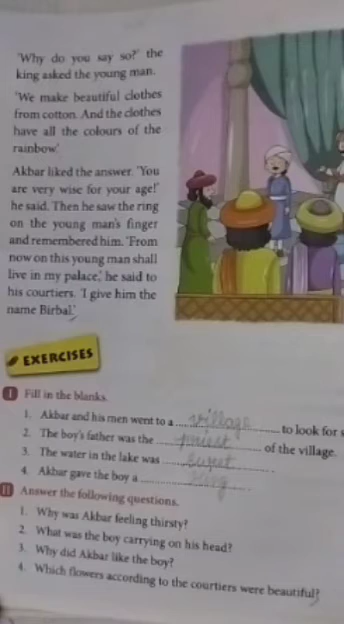 'Why do you say so?' the
king asked the young man.
'We make beautiful clothes
from cotton. And the clothes
have all the colours of the
rainbow.'
Akbar liked the answer. 'You
are very wise for your age!'
he said. Then he saw the ring
on the young man's finger
and remembered him. 'From
now on this young man shall
live in my palace,' he said to
his courtiers. 'I give him the
name Birbal.'
EXERCISES
I Fill in the blanks.
1. Akbar and his men went to a village to look for
2. The boy's father was the priest of the village.
3. The water in the lake was sweet.
4. Akbar gave the boy a ring.
II Answer the following questions.
1. Why was Akbar feeling thirsty?
2. What was the boy carrying on his head?
3. Why did Akbar like the boy?
4. Which flowers according to the courtiers were beautiful?